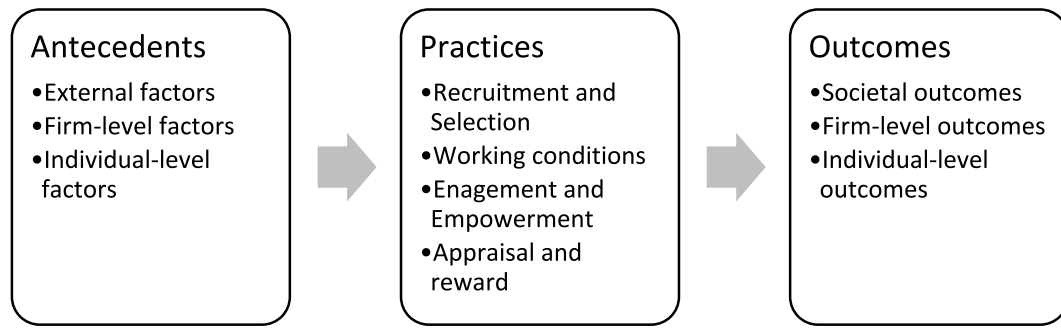 Antecedents
•External factors
•Firm-level factors
•Individual-level
factors
Practices
•Recruitment and
Selection
•Working conditions
•Enagement and
Empowerment
•Appraisal and
reward
Outcomes
•Societal outcomes
•Firm-level outcomes
•Individual-level
outcomes